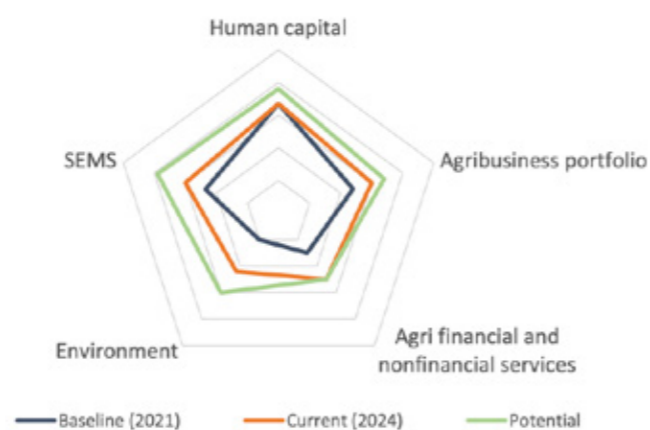 Human capital
SEMS
Agribusiness portfolio
Environment
Agri financial and
nonfinancial services
Baseline (2021)
Current (2024)
Potential